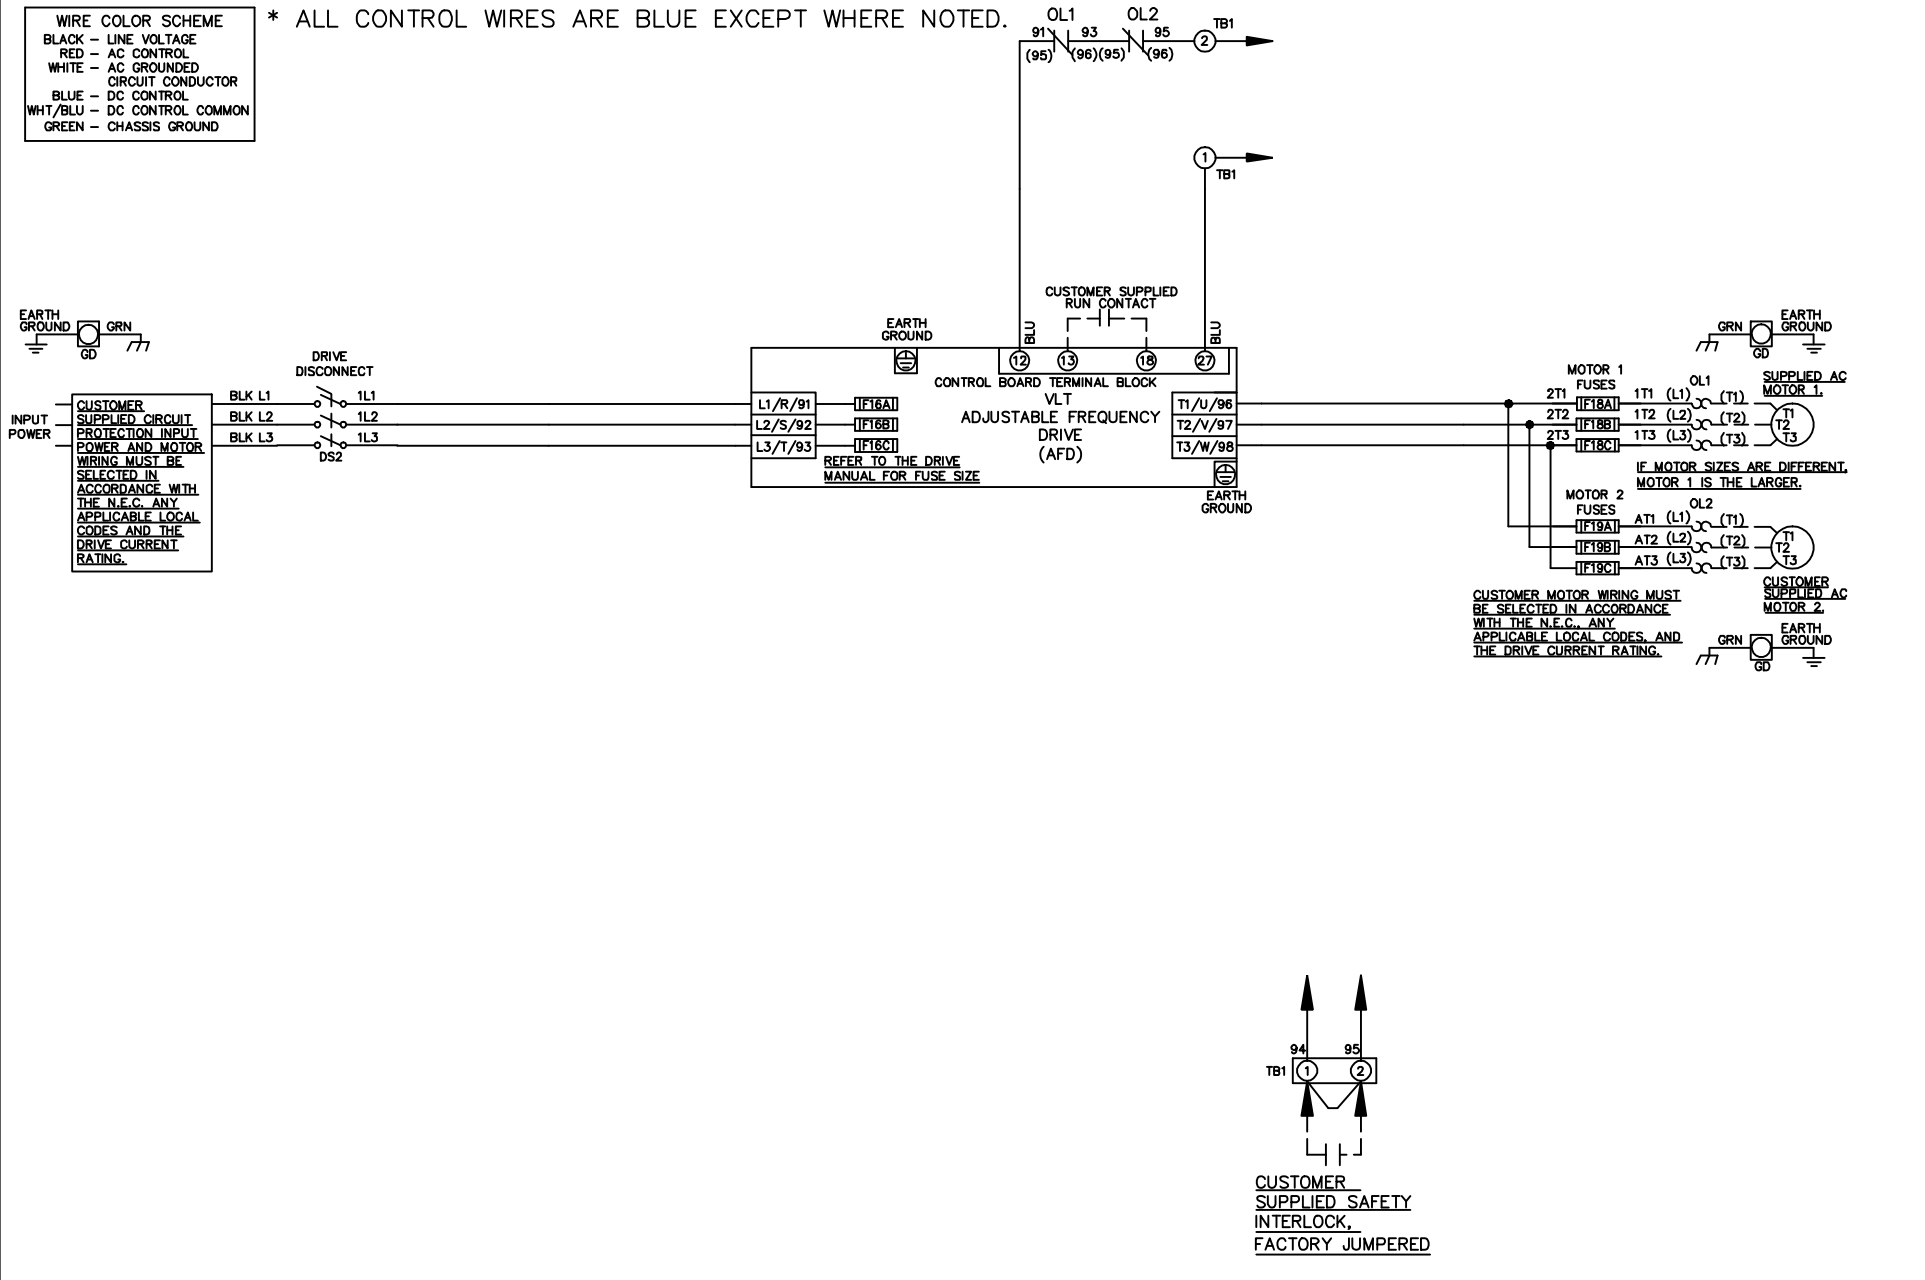 WIRE COLOR SCHEME
BLACK – LINE VOLTAGE
RED – AC CONTROL
WHITE – AC GROUNDED
CIRCUIT CONDUCTOR
BLUE – DC CONTROL
WHT/BLU – DC CONTROL COMMON
GREEN – CHASSIS GROUND
* ALL CONTROL WIRES ARE BLUE EXCEPT WHERE NOTED.
OL1 OL2
91 93 95
(95) (96) (95) (96)
2 TB1
1
TB1
CUSTOMER SUPPLIED
RUN CONTACT
BLU BLU
EARTH
GROUND
12 13 18 27
CONTROL BOARD TERMINAL BLOCK
VLT
ADJUSTABLE FREQUENCY
DRIVE
(AFD)
EARTH
GROUND GRN
GD
DRIVE
DISCONNECT
INPUT
POWER
CUSTOMER
SUPPLIED CIRCUIT
PROTECTION INPUT
POWER AND MOTOR
WIRING MUST BE
SELECTED IN
ACCORDANCE WITH
THE N.E.C. ANY
APPLICABLE LOCAL
CODES AND THE
DRIVE CURRENT
RATING.
BLK L1 1L1
BLK L2 1L2
BLK L3 1L3
DS2
L1/R/91 F16A
L2/S/92 F16B
L3/T/93 F16C
REFER TO THE DRIVE
MANUAL FOR FUSE SIZE
T1/U/96
T2/V/97
T3/W/98
EARTH
GROUND
GRN EARTH
GROUND
GD
MOTOR 1
FUSES
OL1
SUPPLIED AC
MOTOR 1.
2T1 F18A 1T1 (L1) (T1) T1
2T2 F18B 1T2 (L2) (T2) T2
2T3 F18C 1T3 (L3) (T3) T3
IF MOTOR SIZES ARE DIFFERENT,
MOTOR 1 IS THE LARGER.
MOTOR 2
FUSES
OL2
F19A AT1 (L1) (T1) T1
F19B AT2 (L2) (T2) T2
F19C AT3 (L3) (T3) T3
CUSTOMER
SUPPLIED AC
MOTOR 2.
CUSTOMER MOTOR WIRING MUST
BE SELECTED IN ACCORDANCE
WITH THE N.E.C., ANY
APPLICABLE LOCAL CODES, AND
THE DRIVE CURRENT RATING.
GRN EARTH
GROUND
GD
94 95
TB1 1 2
CUSTOMER
SUPPLIED SAFETY
INTERLOCK,
FACTORY JUMPERED